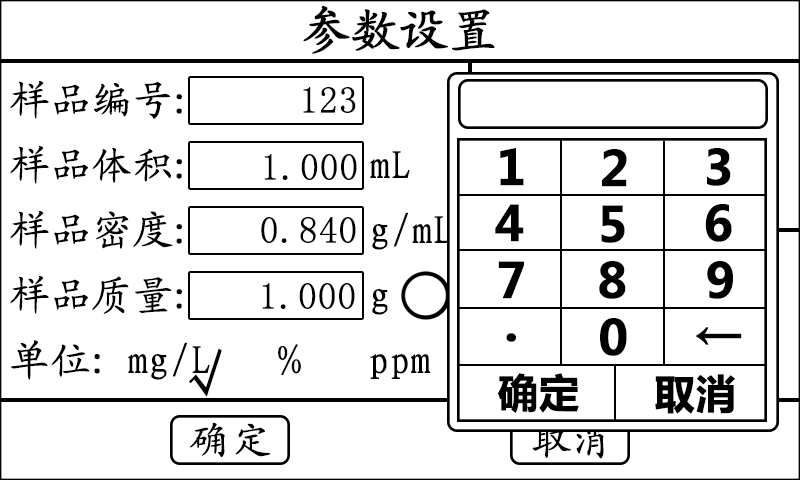 参数设置
样品编号: 123
样品体积: 1.000 mL
样品密度: 0.840 g/mL
样品质量: 1.000 g
单位: mg/L % ppm
确定 取消
1 2 3
4 5 6
7 8 9
. 0 ←
确定 取消